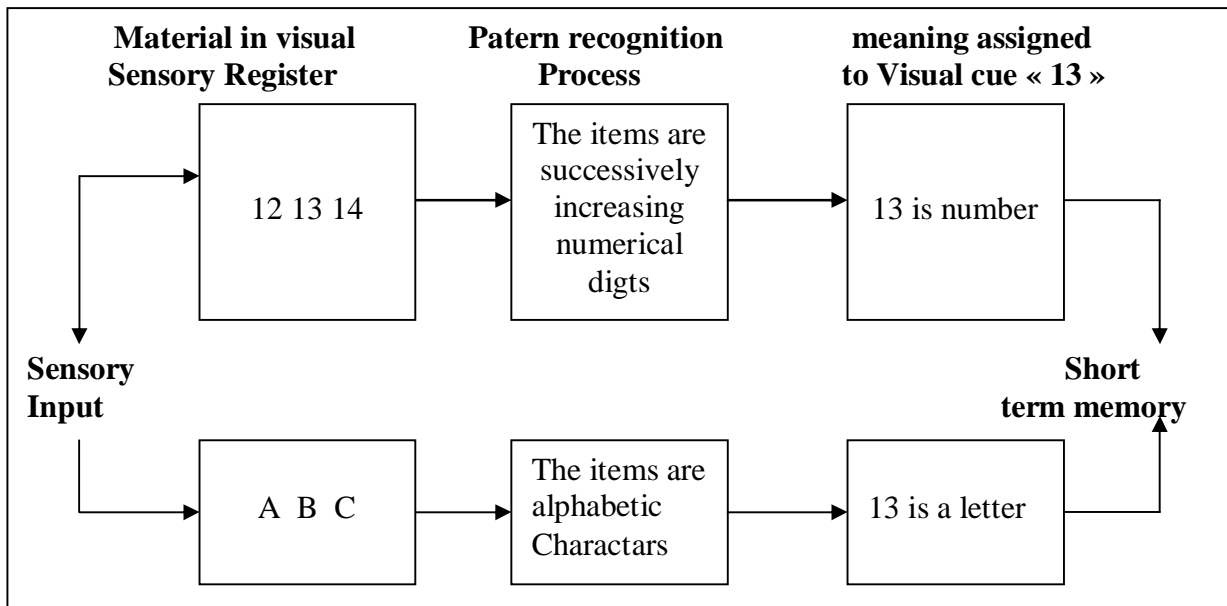 Material in visual
Sensory Register
Patern recognition
Process
meaning assigned
to Visual cue « 13 »
12 13 14
The items are
successively
increasing
numerical
digts
13 is number
Sensory
Input
Short
term memory
A B C
The items are
alphabetic
Charactars
13 is a letter